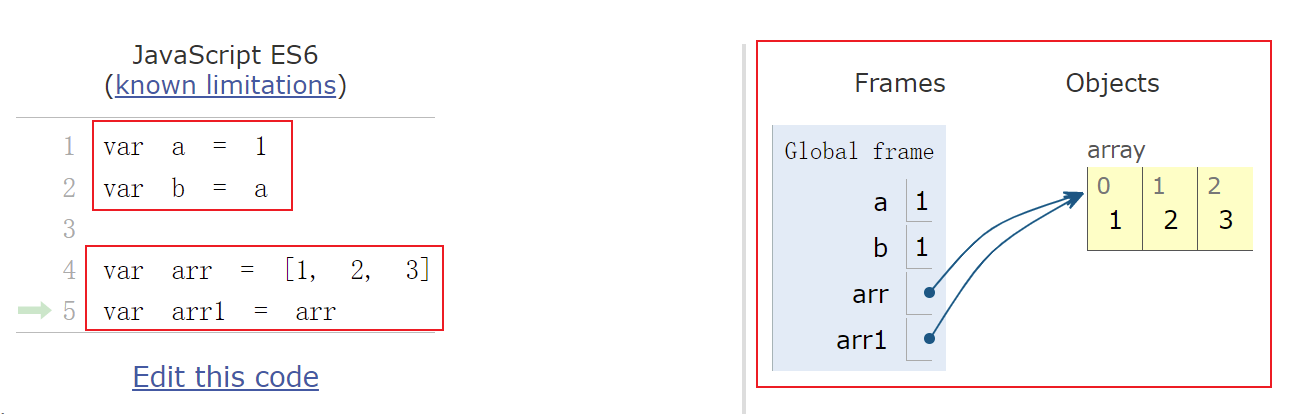 JavaScript ES6
(known limitations)
1 var a = 1
2 var b = a
3
4 var arr = [1, 2, 3]
5 var arr1 = arr
Edit this code
Frames Objects
Global frame
array
0 1 2
1 2 3
a 1
b 1
arr
arr1